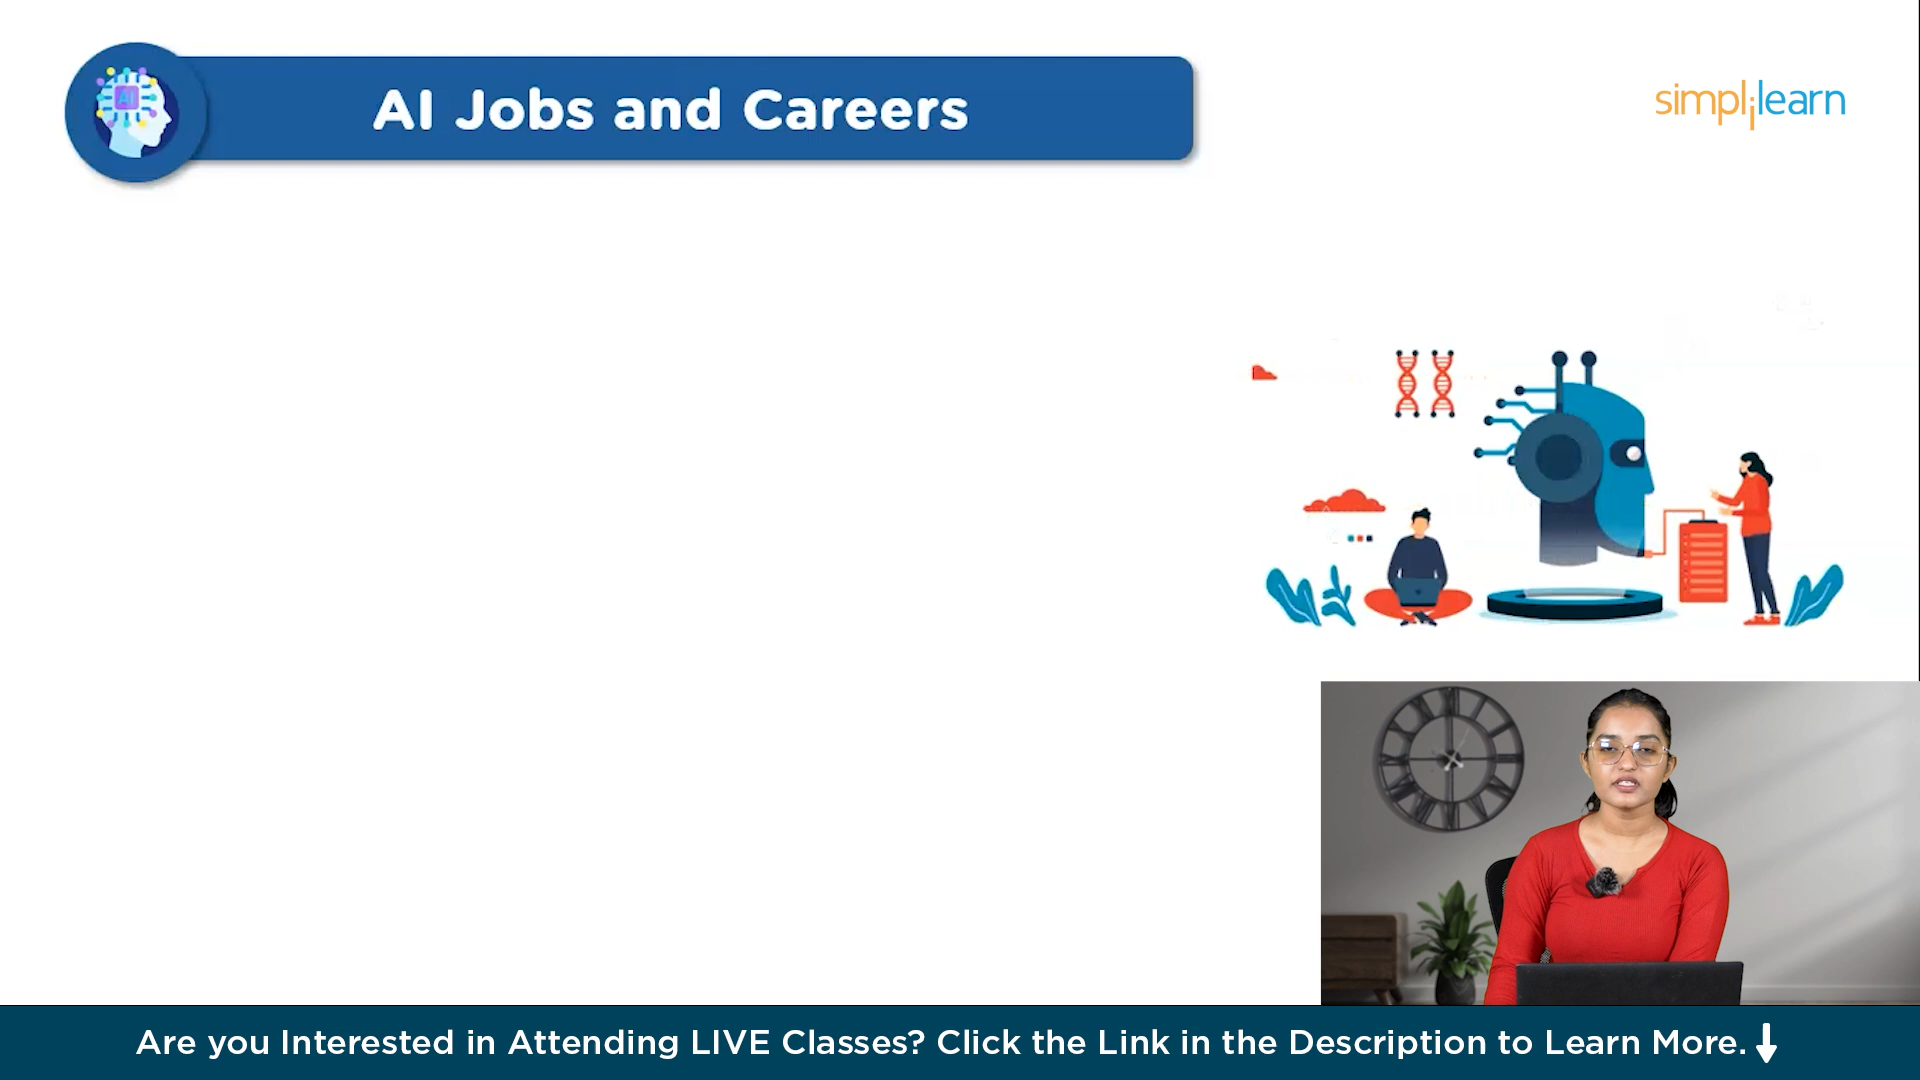 AI
AI Jobs and Careers
simplilearn
Are you Interested in Attending LIVE Classes? Click the Link in the Description to Learn More.